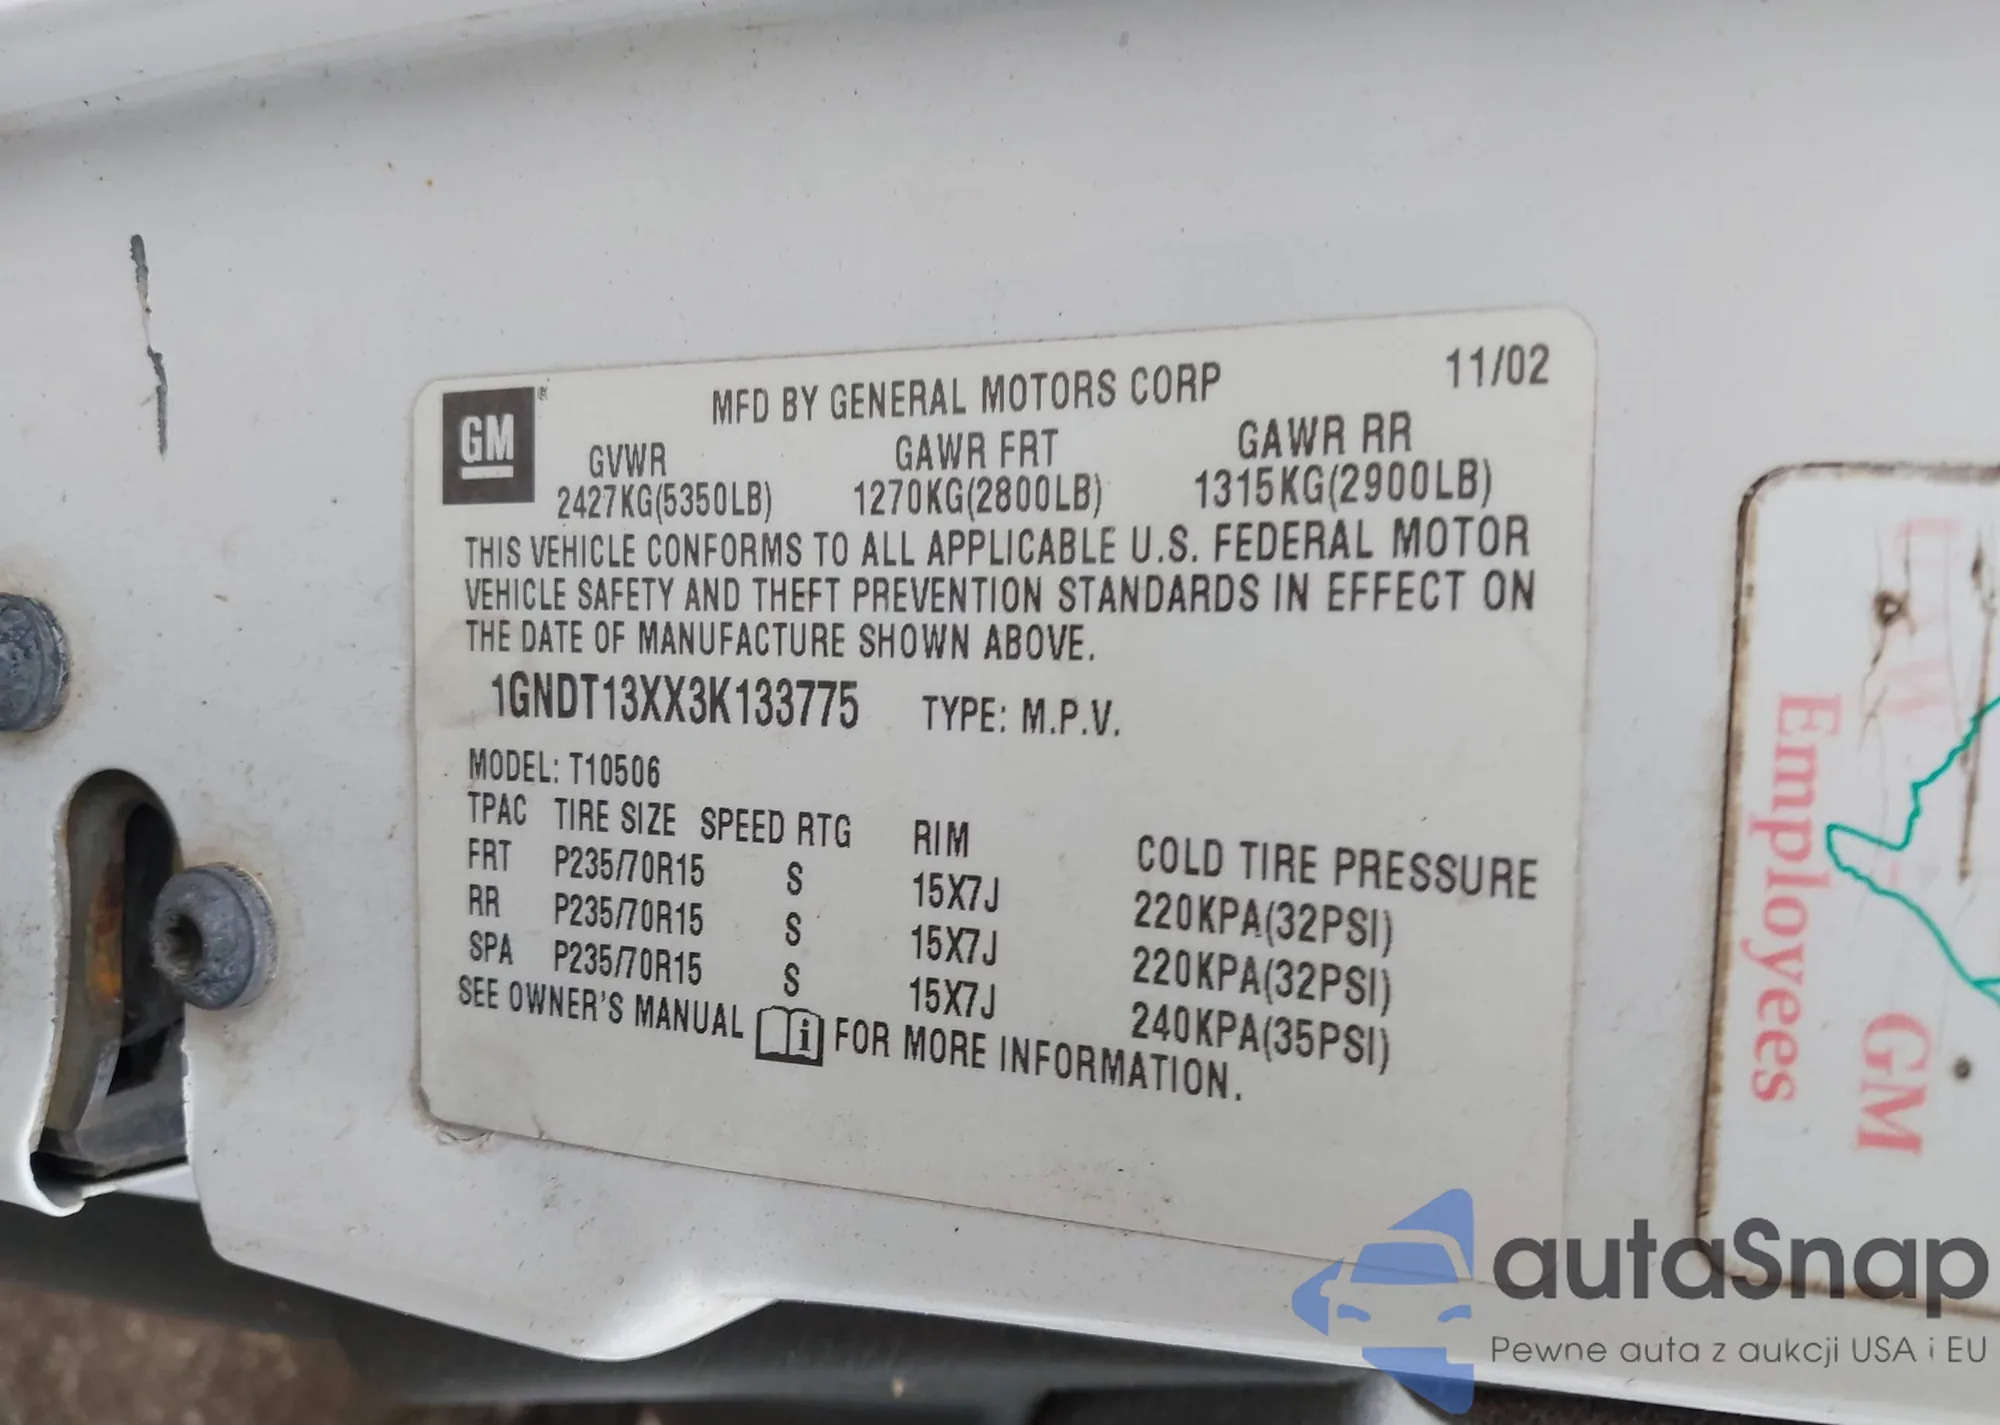 GM®
MFD BY GENERAL MOTORS CORP 11/02
GVWR GAWR FRT GAWR RR
2427KG(5350LB) 1270KG(2800LB) 1315KG(2900LB)
THIS VEHICLE CONFORMS TO ALL APPLICABLE U.S. FEDERAL MOTOR
VEHICLE SAFETY AND THEFT PREVENTION STANDARDS IN EFFECT ON
THE DATE OF MANUFACTURE SHOWN ABOVE.
1GNDT13XX3K133775 TYPE: M.P.V.
MODEL: T10506
TPAC TIRE SIZE SPEED RTG RIM COLD TIRE PRESSURE
FRT P235/70R15 S 15X7J 220KPA(32PSI)
RR P235/70R15 S 15X7J 220KPA(32PSI)
SPA P235/70R15 S 15X7J 240KPA(35PSI)
SEE OWNER'S MANUAL i FOR MORE INFORMATION.
GM
Employees
autaSnap
Pewne auta z aukcji USA i EU